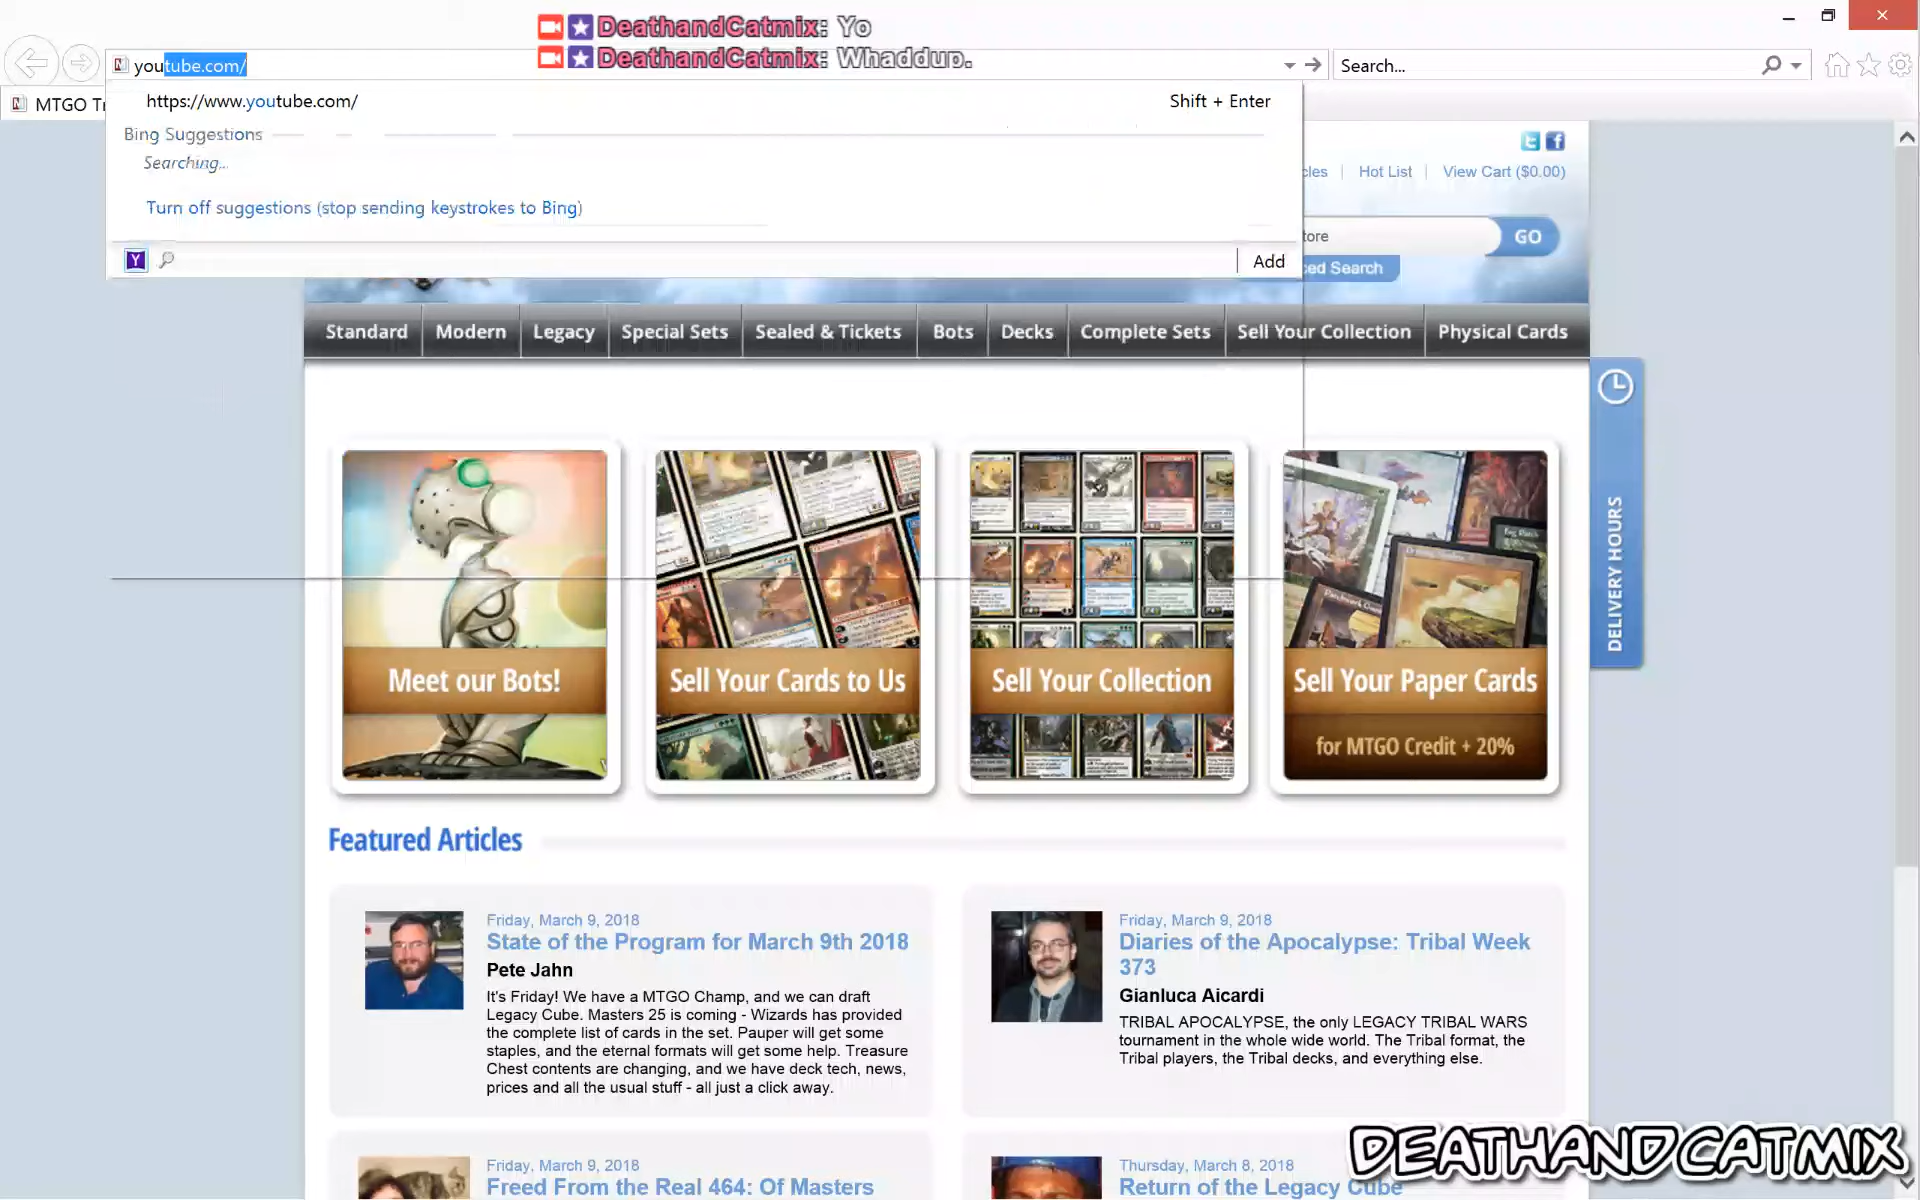 DeathandCatmix: Yo
DeathandCatmix: Whaddup.
youtube.com/
Search...
MTGO Tr
https://www.youtube.com/
Shift + Enter
Bing Suggestions
Searching...
Turn off suggestions (stop sending keystrokes to Bing)
Add
cles | Hot List | View Cart ($0.00)
tore
GO
ced Search
Standard
Modern
Legacy
Special Sets
Sealed & Tickets
Bots
Decks
Complete Sets
Sell Your Collection
Physical Cards
DELIVERY HOURS
Meet our Bots!
Sell Your Cards to Us
Sell Your Collection
Sell Your Paper Cards
for MTGO Credit + 20%
Featured Articles
Friday, March 9, 2018
State of the Program for March 9th 2018
Pete Jahn
It's Friday! We have a MTGO Champ, and we can draft
Legacy Cube. Masters 25 is coming - Wizards has provided
the complete list of cards in the set. Pauper will get some
staples, and the eternal formats will get some help. Treasure
Chest contents are changing, and we have deck tech, news,
prices and all the usual stuff - all just a click away.
Friday, March 9, 2018
Diaries of the Apocalypse: Tribal Week
373
Gianluca Aicardi
TRIBAL APOCALYPSE, the only LEGACY TRIBAL WARS
tournament in the whole wide world. The Tribal format, the
Tribal players, the Tribal decks, and everything else.
Friday, March 9, 2018
Freed From the Real 464: Of Masters
Thursday, March 8, 2018
Return of the Legacy Cube
DEATHANDCATMIX